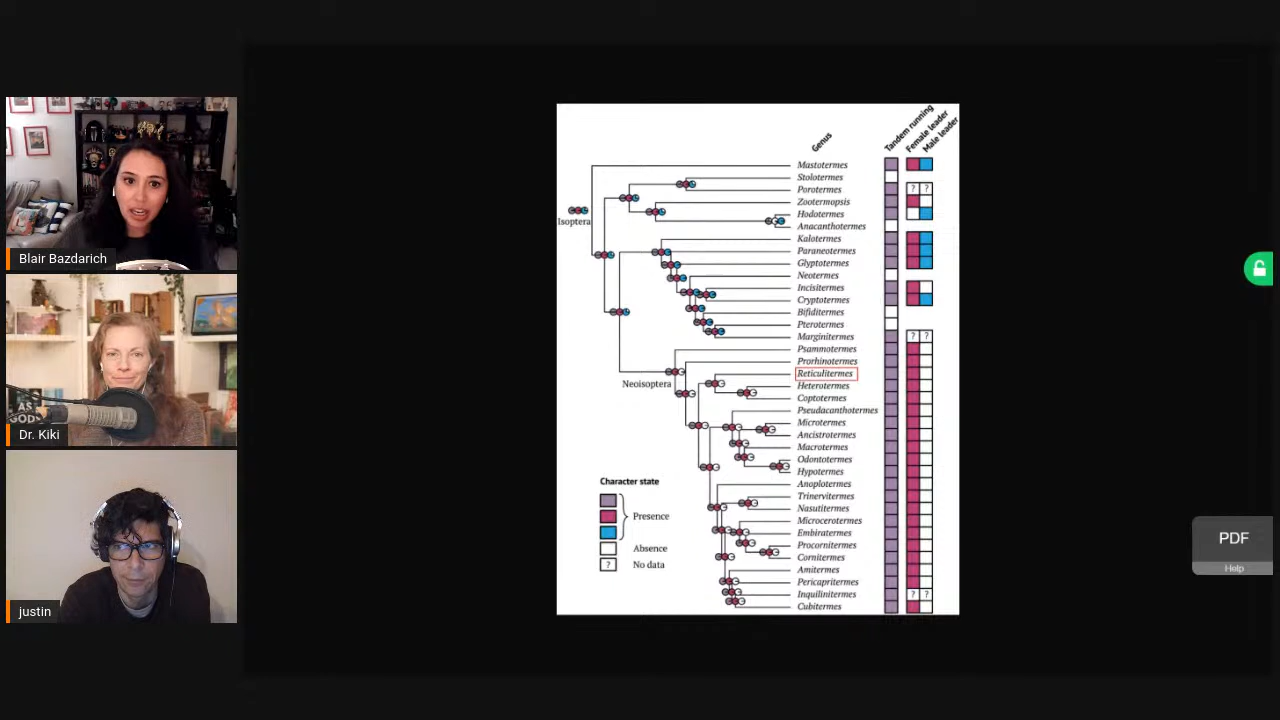 Blair Bazdarich
AS
GOD
Dr. Kiki
justin
Genus
Tandem running
Female leader
Male leader
Isoptera
Neoisoptera
Mastotermes
Stolotermes
Porotermes ? ?
Zootermopsis
Hodotermes
Anacanthotermes
Kalotermes
Paraneotermes
Glyptotermes
Neotermes
Incisitermes
Cryptotermes
Bifiditermes
Pterotermes
Marginitermes ? ?
Psammotermes
Prorhinotermes
Reticulitermes
Heterotermes
Coptotermes
Pseudacanthotermes
Microtermes
Ancistrotermes
Macrotermes
Odontotermes
Hypotermes
Anoplotermes
Trinervitermes
Nasutitermes
Microcerotermes
Embiratermes
Procornitermes
Cornitermes
Amitermes
Pericapritermes
Inquilinitermes ? ?
Cubitermes
Character state
Presence
Absence
? No data
PDF
Help